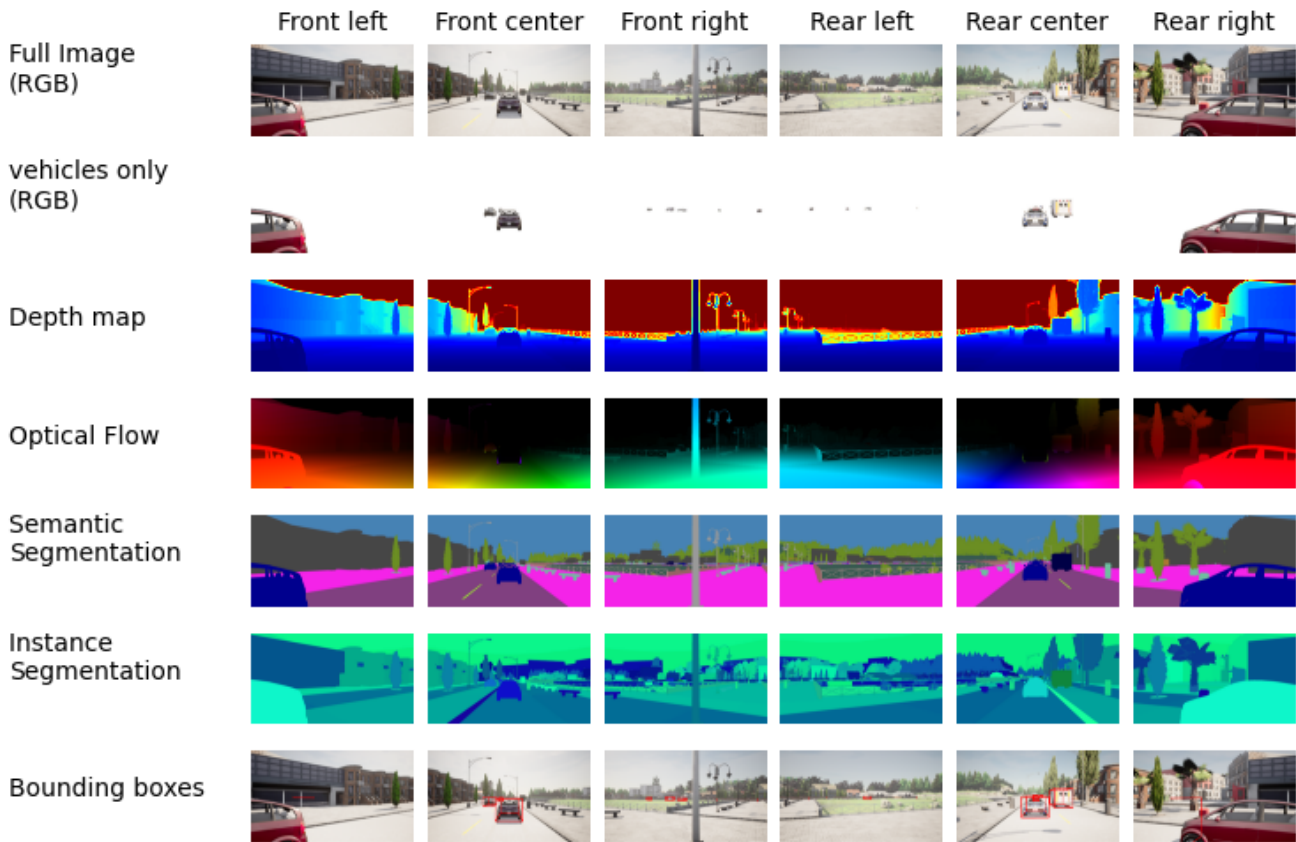 Front left
Front center
Front right
Rear left
Rear center
Rear right
Full Image
(RGB)
vehicles only
(RGB)
Depth map
Optical Flow
Semantic
Segmentation
Instance
Segmentation
Bounding boxes